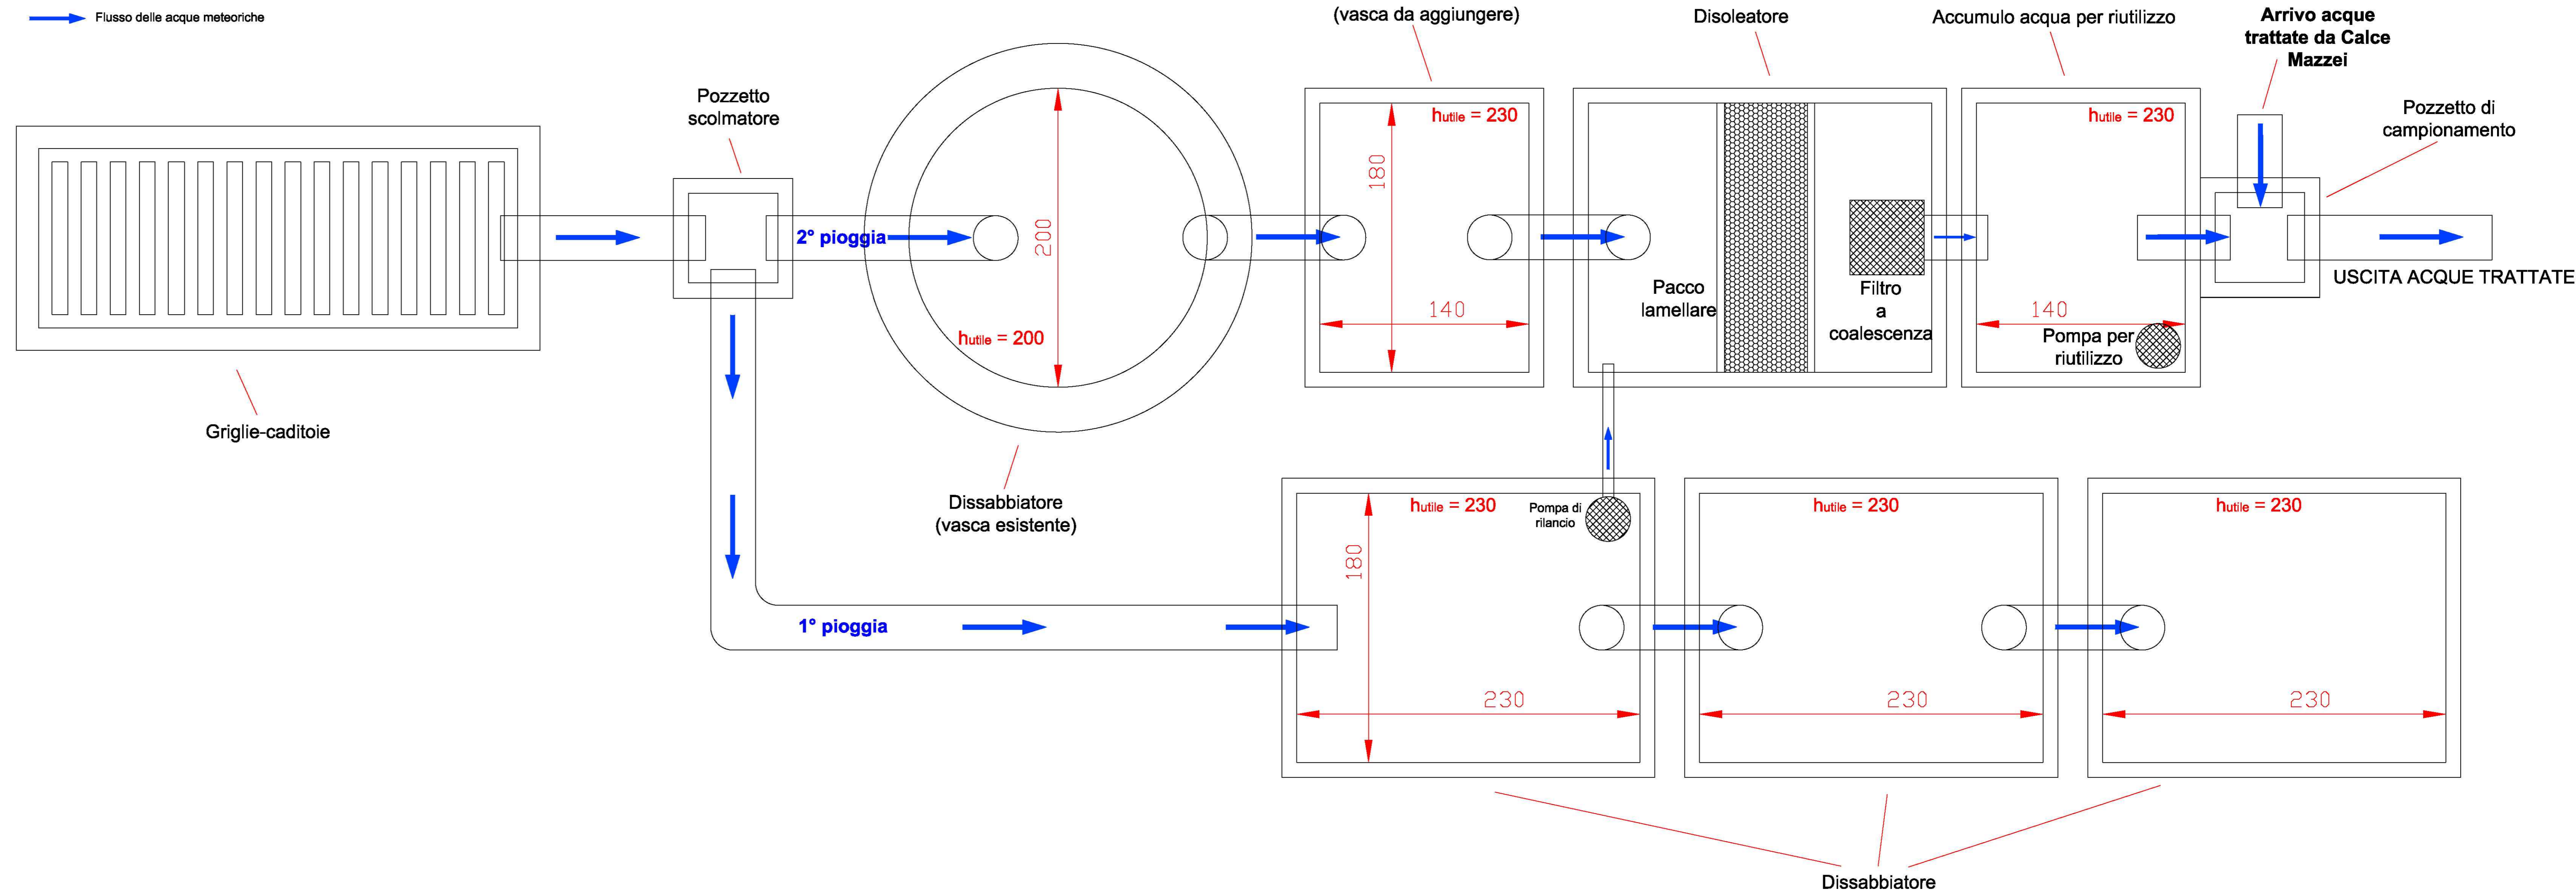 Flusso delle acque meteoriche
(vasca da aggiungere)
Disoleatore
Accumulo acqua per riutilizzo
Arrivo acque
trattate da Calce
Mazzei
Pozzetto
scolmatore
Pozzetto di
campionamento
hutile = 230
hutile = 230
180
200
2° pioggia
Pacco
lamellare
Filtro
a
coalescenza
USCITA ACQUE TRATTATE
140
140
hutile = 200
Pompa per
riutilizzo
Griglie-caditoie
Dissabbiatore
(vasca esistente)
hutile = 230
Pompa di
rilancio
hutile = 230
hutile = 230
180
1° pioggia
230
230
230
Dissabbiatore